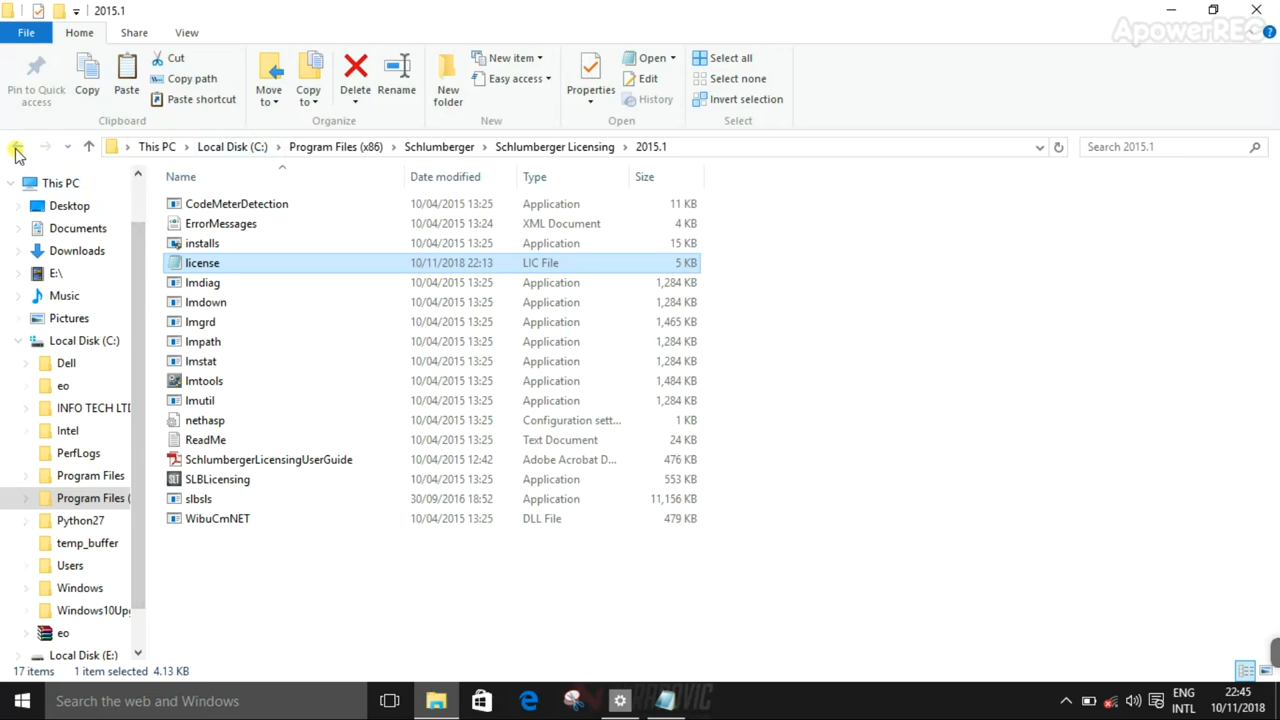 2015.1
ApowerREC
File Home Share View
Pin to Quick access
Copy
Paste
Cut
Copy path
Paste shortcut
Clipboard
Move to
Copy to
Delete
Rename
Organize
New folder
New item
Easy access
New
Properties
Open
Edit
History
Open
Select all
Select none
Invert selection
Select
This PC Local Disk (C:) Program Files (x86) Schlumberger Schlumberger Licensing 2015.1
Search 2015.1
This PC
Desktop
Documents
Downloads
E:\
Music
Pictures
Local Disk (C:)
Dell
eo
INFO TECH LTD
Intel
PerfLogs
Program Files
Program Files (
Python27
temp_buffer
Users
Windows
Windows10Upg
eo
Local Disk (E:)
Name Date modified Type Size
CodeMeterDetection 10/04/2015 13:25 Application 11 KB
ErrorMessages 10/04/2015 13:24 XML Document 4 KB
installs 10/04/2015 13:25 Application 15 KB
license 10/11/2018 22:13 LIC File 5 KB
lmdiag 10/04/2015 13:25 Application 1,284 KB
lmdown 10/04/2015 13:25 Application 1,284 KB
lmgrd 10/04/2015 13:25 Application 1,465 KB
lmpath 10/04/2015 13:25 Application 1,284 KB
lmstat 10/04/2015 13:25 Application 1,284 KB
lmtools 10/04/2015 13:25 Application 1,484 KB
lmutil 10/04/2015 13:25 Application 1,284 KB
nethasp 10/04/2015 13:25 Configuration sett... 1 KB
ReadMe 10/04/2015 13:25 Text Document 24 KB
SchlumbergerLicensingUserGuide 10/04/2015 12:42 Adobe Acrobat D... 476 KB
SLBLicensing 10/04/2015 13:25 Application 553 KB
slbsls 30/09/2016 18:52 Application 11,156 KB
WibuCmNET 10/04/2015 13:25 DLL File 479 KB
17 items 1 item selected 4.13 KB
Search the web and Windows
ENG
INTL
22:45
10/11/2018